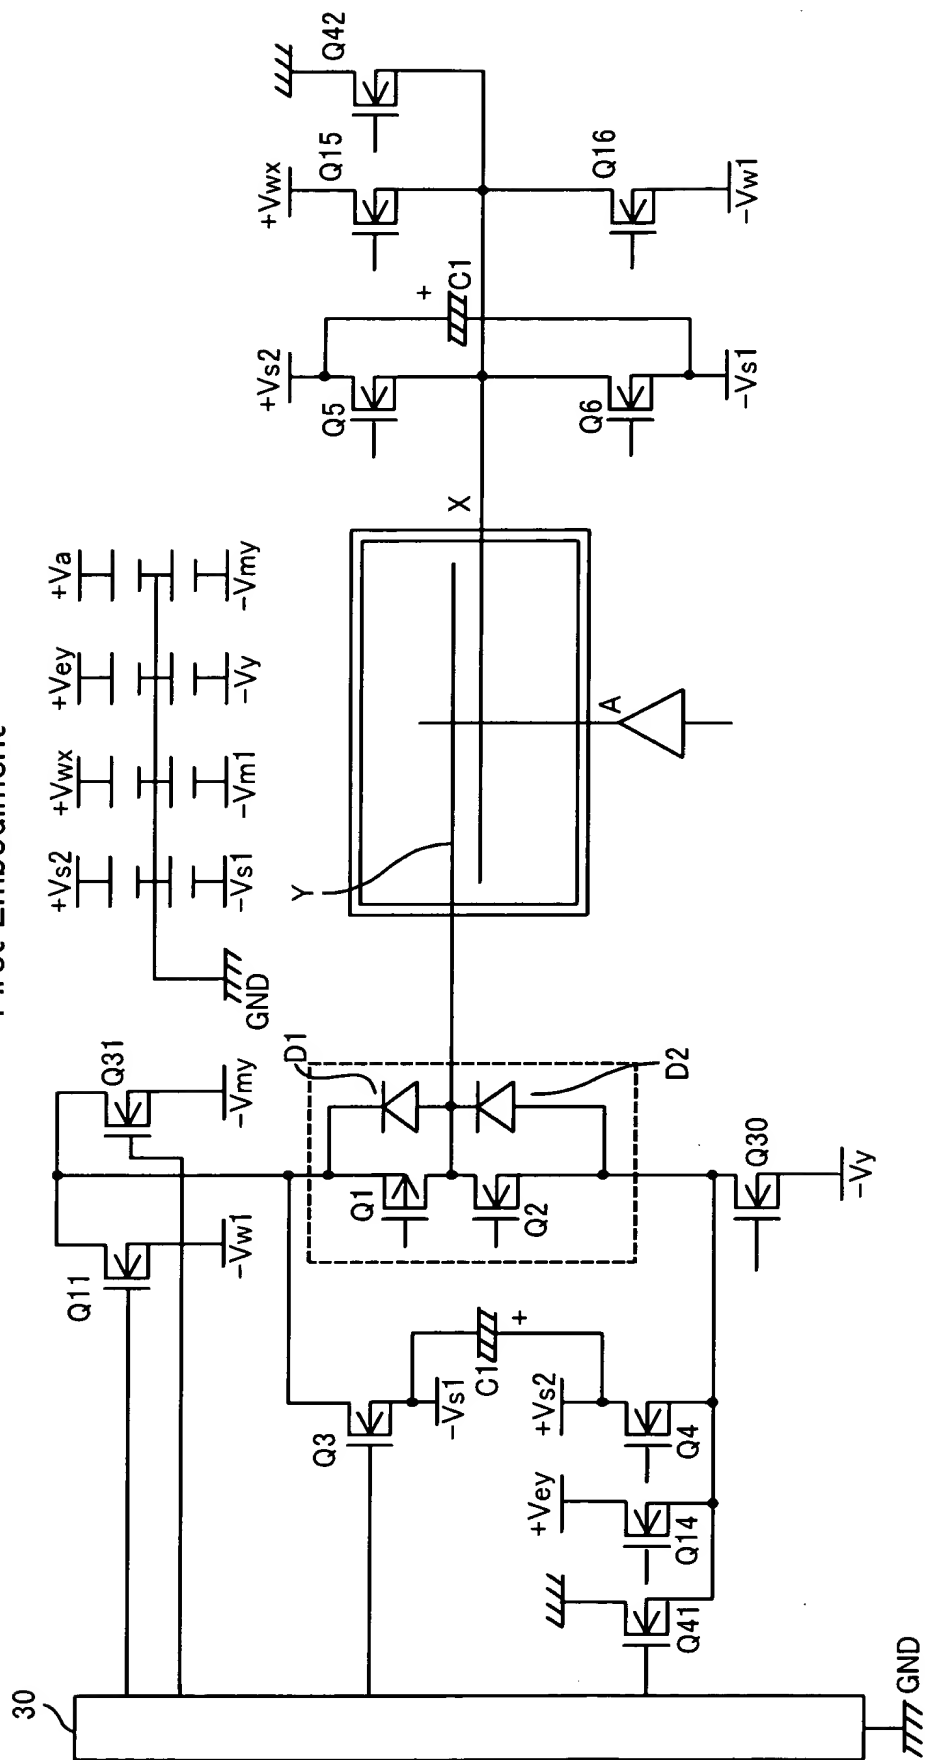 First Embodiment
30
GND
Q11
-Vw1
Q31
-Vmy
Q3
-Vs1
C1
+
+Vs2
Q4
+Vey
Q14
Q41
Q1
Q2
D1
D2
Q30
-Vy
GND
+Vs2
-Vs1
+Vwx
-Vm1
+Vey
-Vy
+Va
-Vmy
Y
A
X
+Vs2
Q5
Q6
-Vs1
+
C1
+Vwx
Q15
Q16
-Vw1
Q42